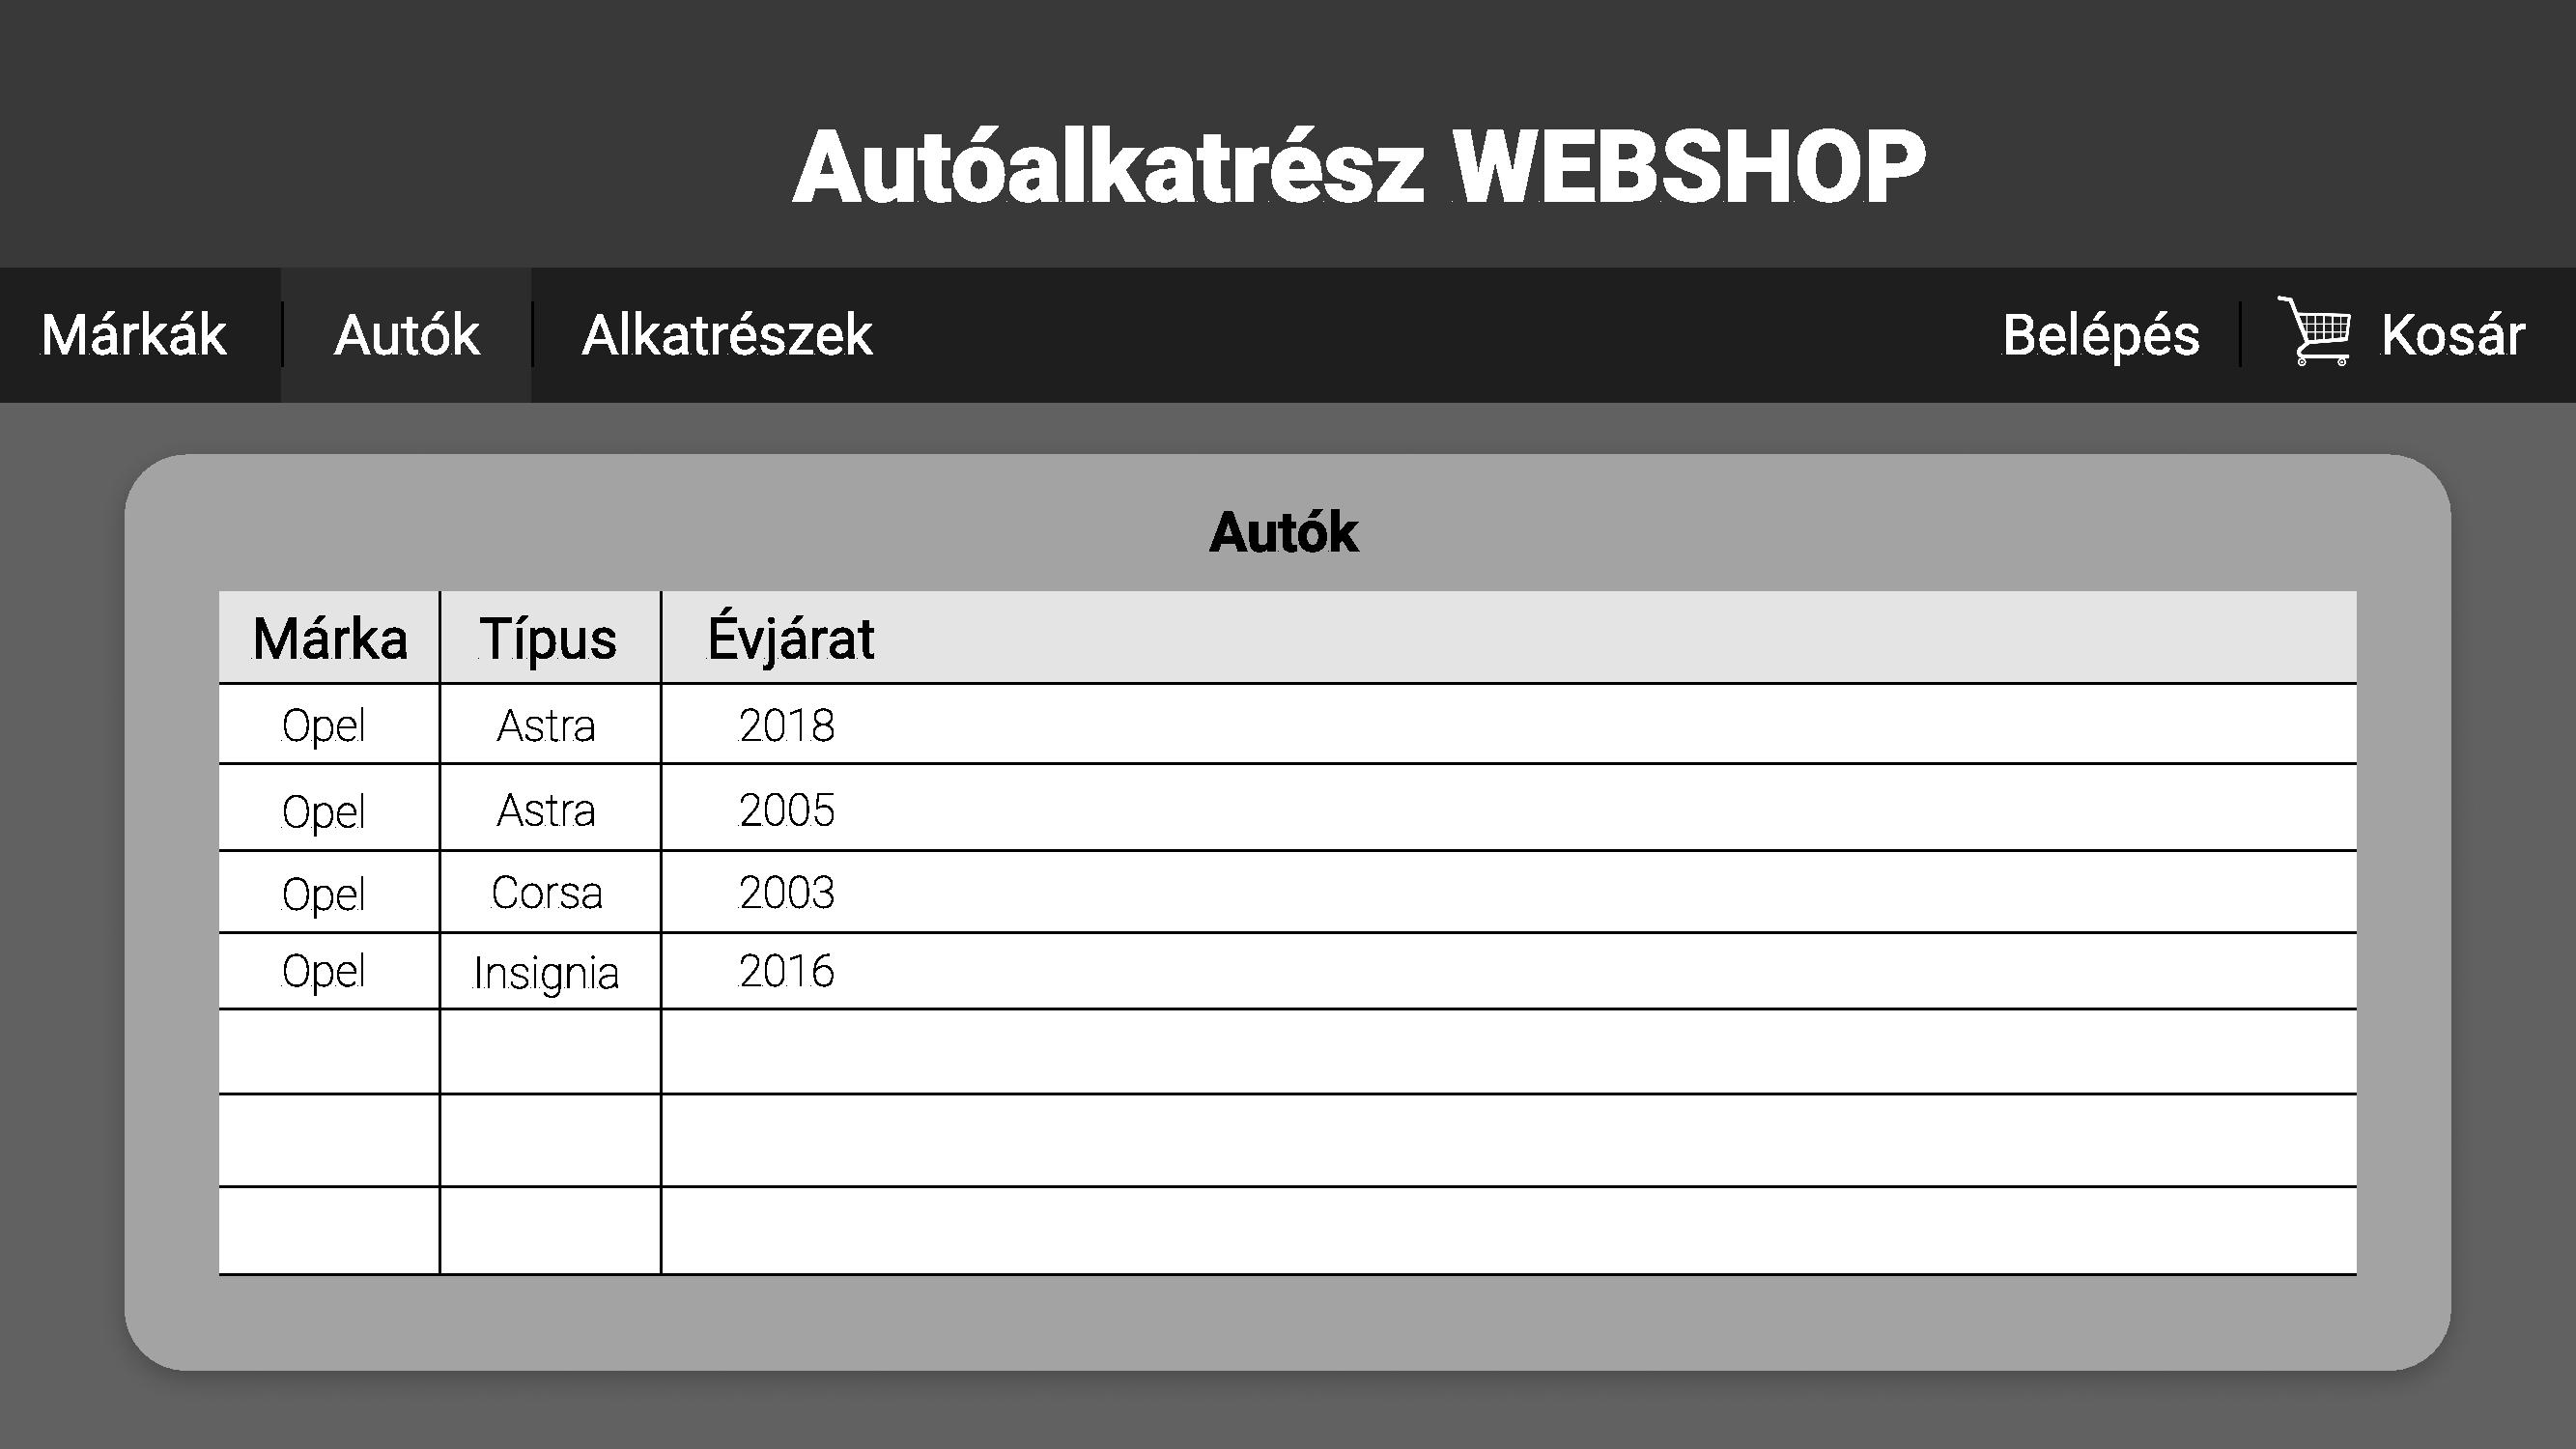 Autóalkatrész WEBSHOP
Márkák Autók Alkatrészek Belépés Kosár
Autók
Márka Típus Évjárat
Opel Astra 2018
Opel Astra 2005
Opel Corsa 2003
Opel Insignia 2016